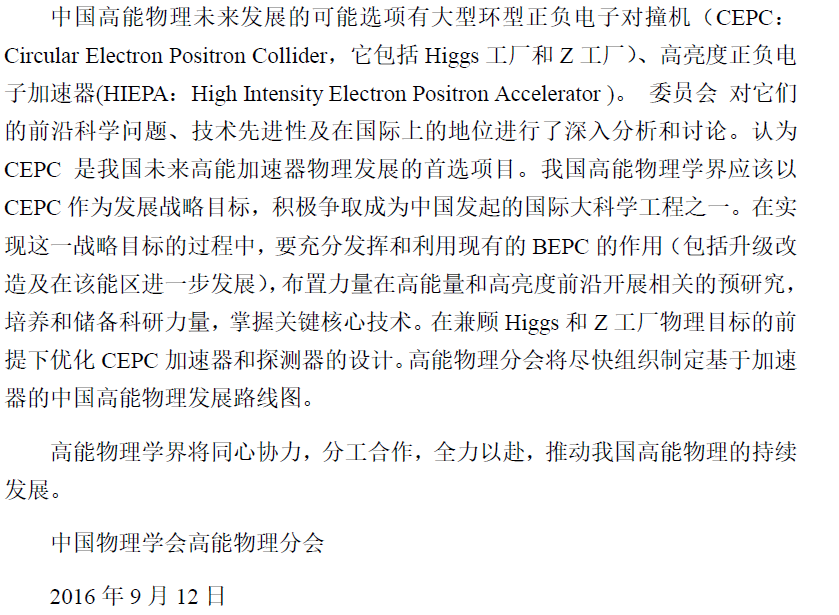 中国高能物理未来发展的可能选项有大型环型正负电子对撞机（CEPC：
Circular Electron Positron Collider，它包括 Higgs 工厂和 Z 工厂）、高亮度正负电
子加速器(HIEPA：High Intensity Electron Positron Accelerator )。 委员会 对它们
的前沿科学问题、技术先进性及在国际上的地位进行了深入分析和讨论。认为
CEPC 是我国未来高能加速器物理发展的首选项目。我国高能物理学界应该以
CEPC 作为发展战略目标，积极争取成为中国发起的国际大科学工程之一。在实
现这一战略目标的过程中，要充分发挥和利用现有的 BEPC 的作用（包括升级改
造及在该能区进一步发展），布置力量在高能量和高亮度前沿开展相关的预研究，
培养和储备科研力量，掌握关键核心技术。在兼顾 Higgs 和 Z 工厂物理目标的前
提下优化 CEPC 加速器和探测器的设计。高能物理分会将尽快组织制定基于加速
器的中国高能物理发展路线图。
高能物理学界将同心协力，分工合作，全力以赴，推动我国高能物理的持续
发展。
中国物理学会高能物理分会
2016 年 9 月 12 日